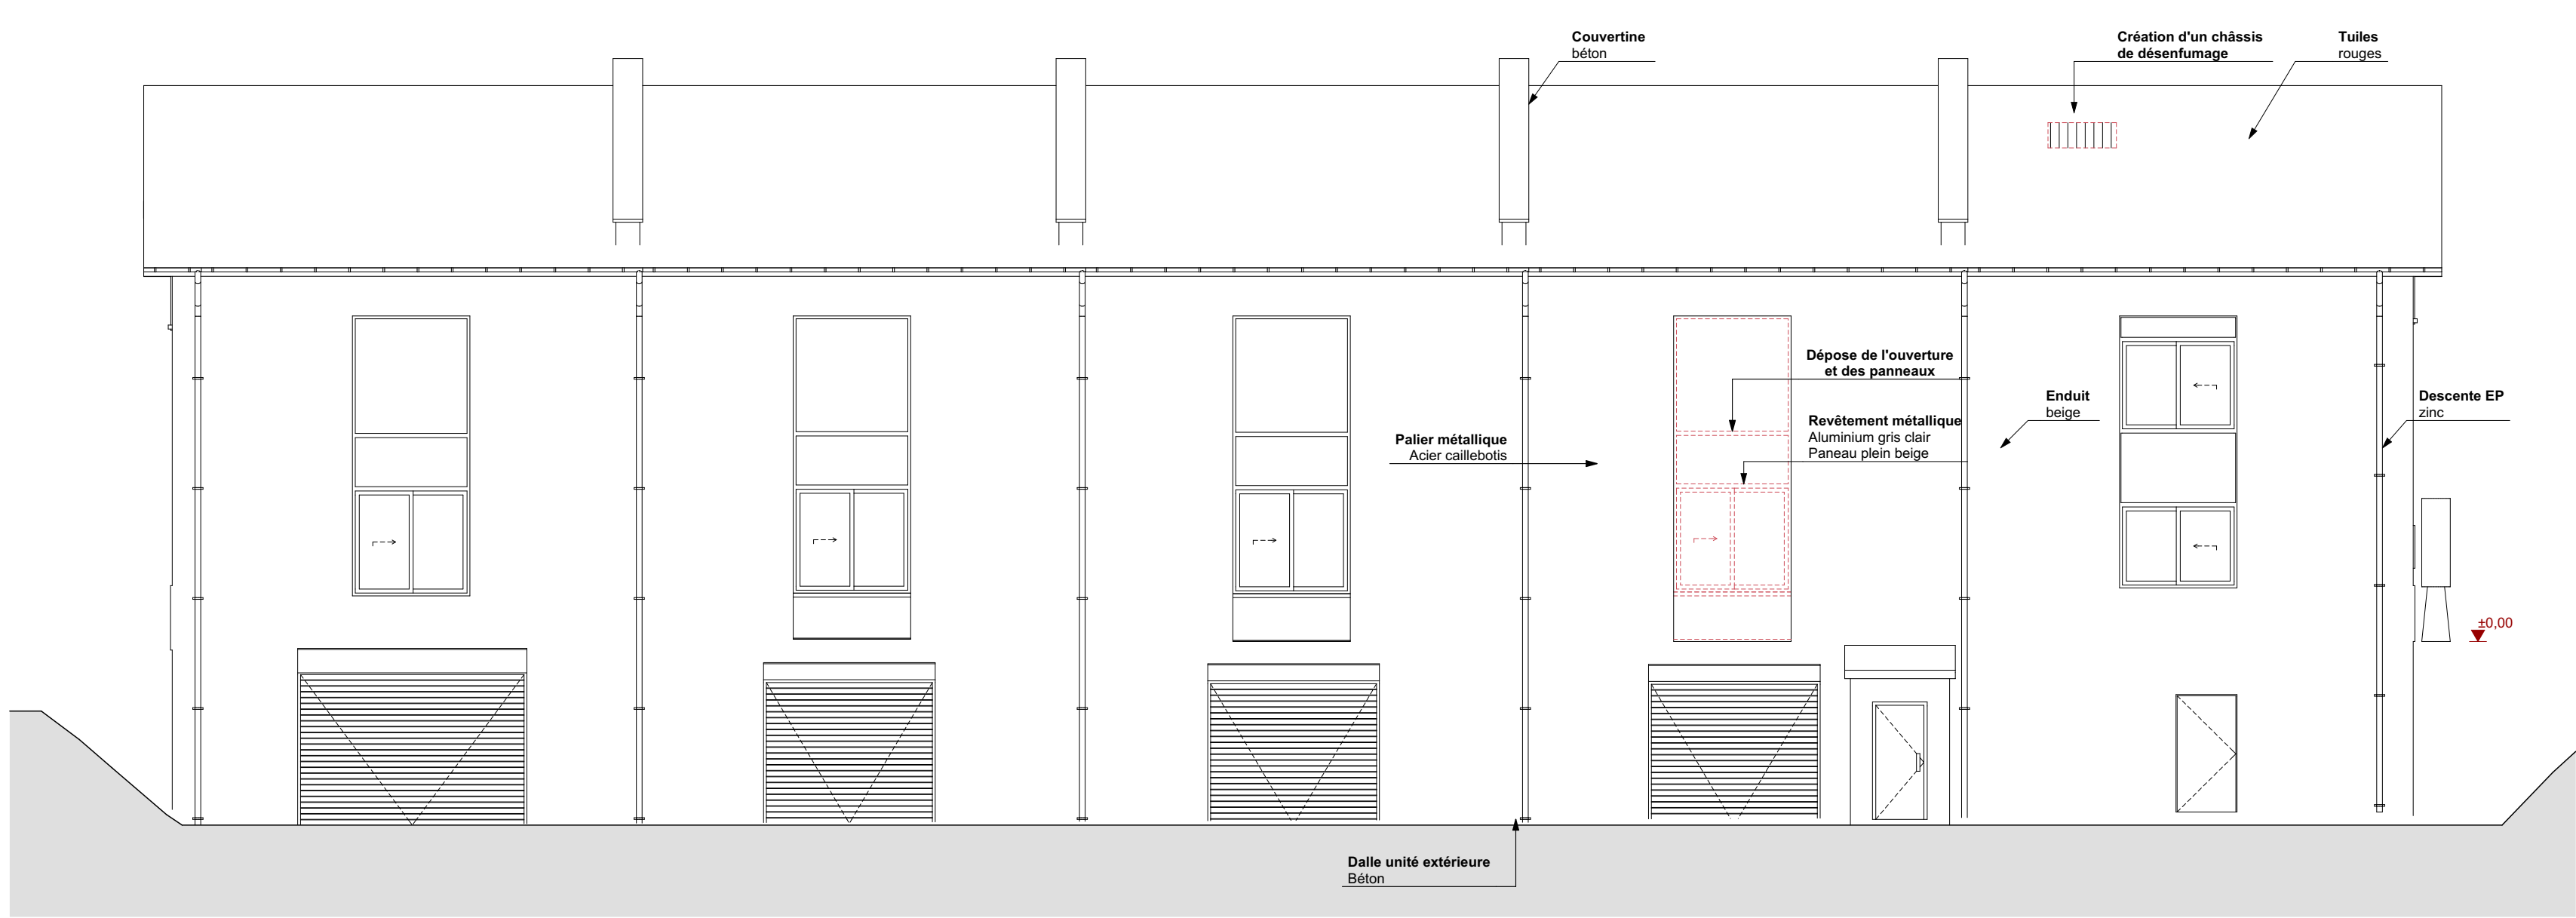 Couvertine
béton
Création d'un châssis
de désenfumage
Tuiles
rouges
Dépose de l'ouverture
et des panneaux
Revêtement métallique
Aluminium gris clair
Paneau plein beige
Palier métallique
Acier caillebotis
Enduit
beige
Descente EP
zinc
±0,00
Dalle unité extérieure
Béton